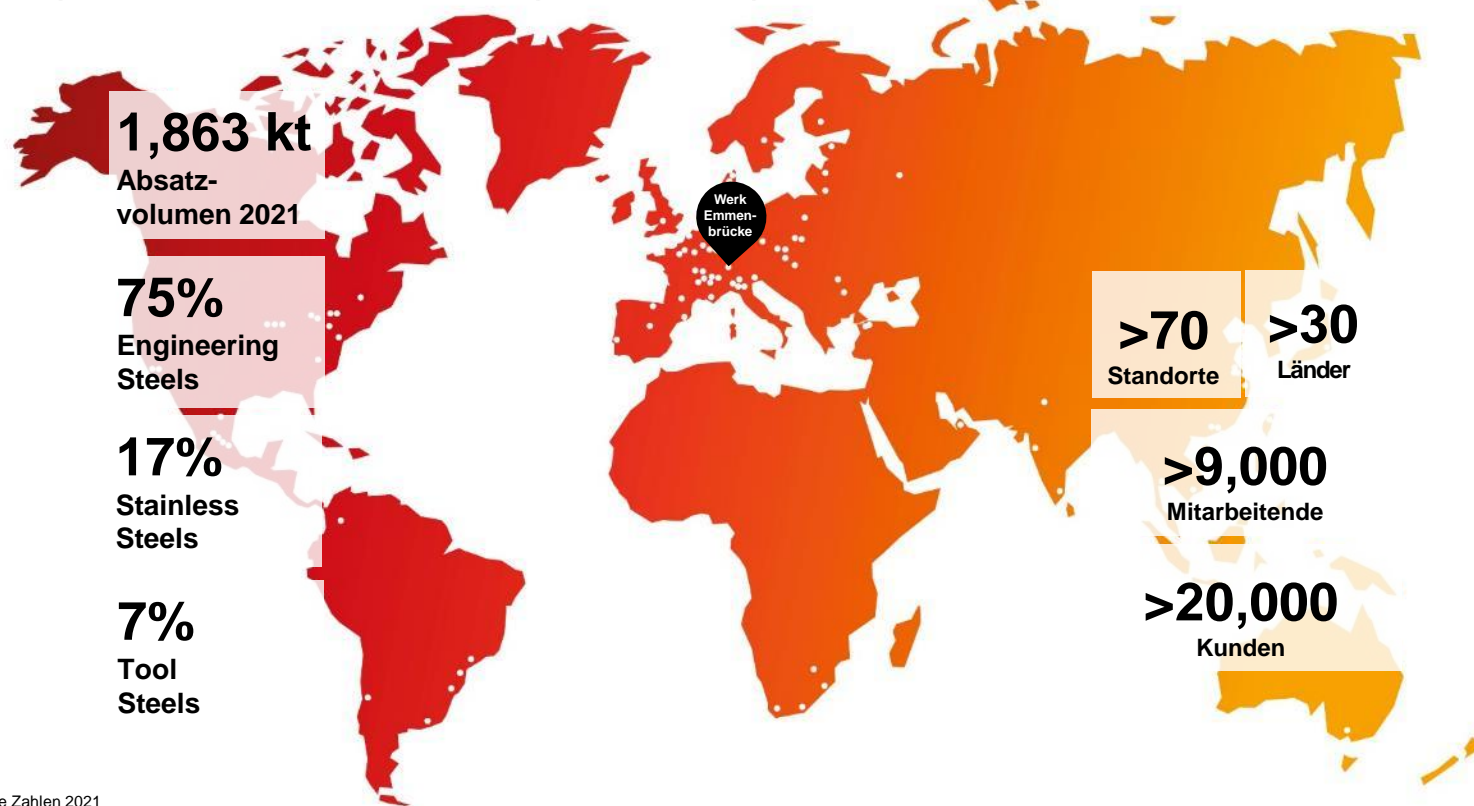 1,863 kt
Absatz-
volumen 2021
75%
Engineering
Steels
17%
Stainless
Steels
7%
Tool
Steels
Werk
Emmen-
brücke
>70
Standorte
>30
Länder
>9,000
Mitarbeitende
>20,000
Kunden
e Zahlen 2021